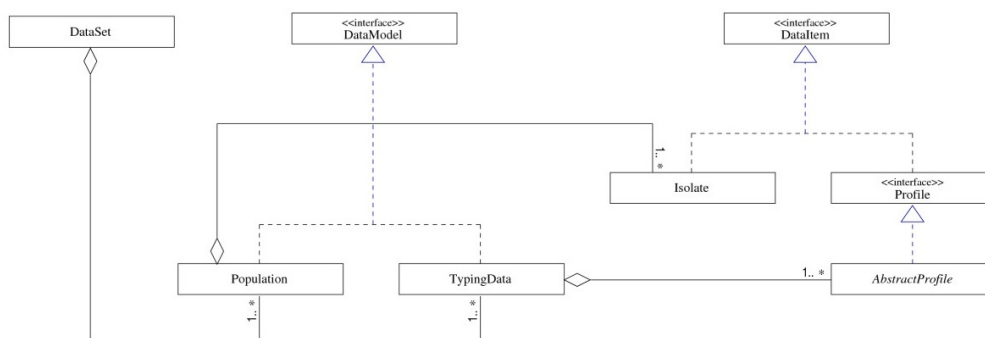 DataSet
<<interface>>
DataModel
<<interface>>
DataItem
1.. *
Isolate
<<interface>>
Profile
Population
TypingData
1.. *
AbstractProfile
1.. *
1.. *